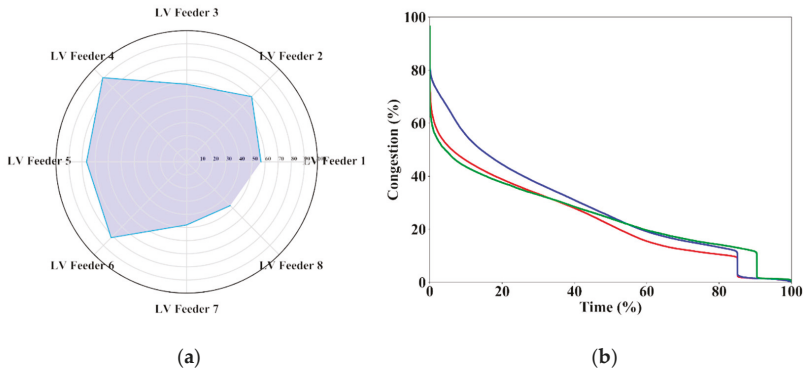 (a)
LV Feeder 3
LV Feeder 4
LV Feeder 2
LV Feeder 5
10 20 30 40 50 60 70 80 90
LV Feeder 1
LV Feeder 6
LV Feeder 8
LV Feeder 7
(a)
(b)
100
80
60
40
20
0
Congestion (%)
0 20 40 60 80 100
Time (%)
(b)